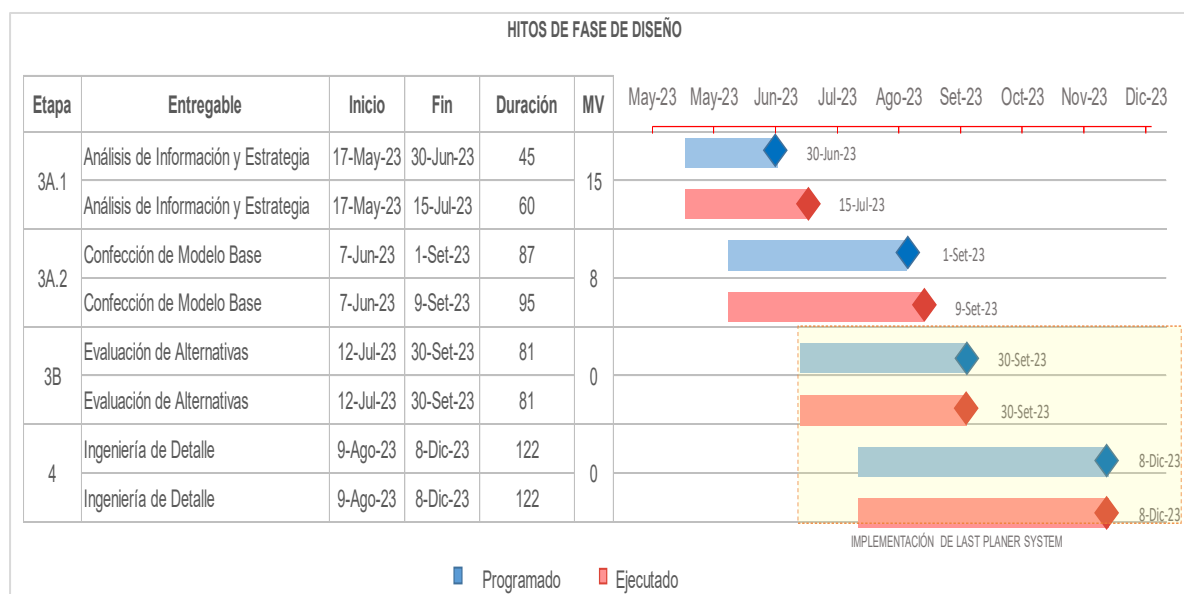 HITOS DE FASE DE DISEÑO
Etapa Entregable Inicio Fin Duración MV May-23 May-23 Jun-23 Jul-23 Ago-23 Set-23 Oct-23 Nov-23 Dic-23
3A.1 Análisis de Información y Estrategia 17-May-23 30-Jun-23 45 15 30-Jun-23
Análisis de Información y Estrategia 17-May-23 15-Jul-23 60 15-Jul-23
3A.2 Confección de Modelo Base 7-Jun-23 1-Set-23 87 8 1-Set-23
Confección de Modelo Base 7-Jun-23 9-Set-23 95 9-Set-23
3B Evaluación de Alternativas 12-Jul-23 30-Set-23 81 0 30-Set-23
Evaluación de Alternativas 12-Jul-23 30-Set-23 81 30-Set-23
4 Ingeniería de Detalle 9-Ago-23 8-Dic-23 122 0 8-Dic-23
Ingeniería de Detalle 9-Ago-23 8-Dic-23 122 8-Dic-23
IMPLEMENTACIÓN DE LAST PLANER SYSTEM
Programado Ejecutado